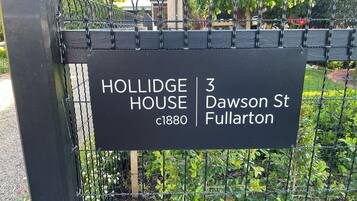 HOLLIDGE
HOUSE
c1880
3
Dawson St
Fullarton